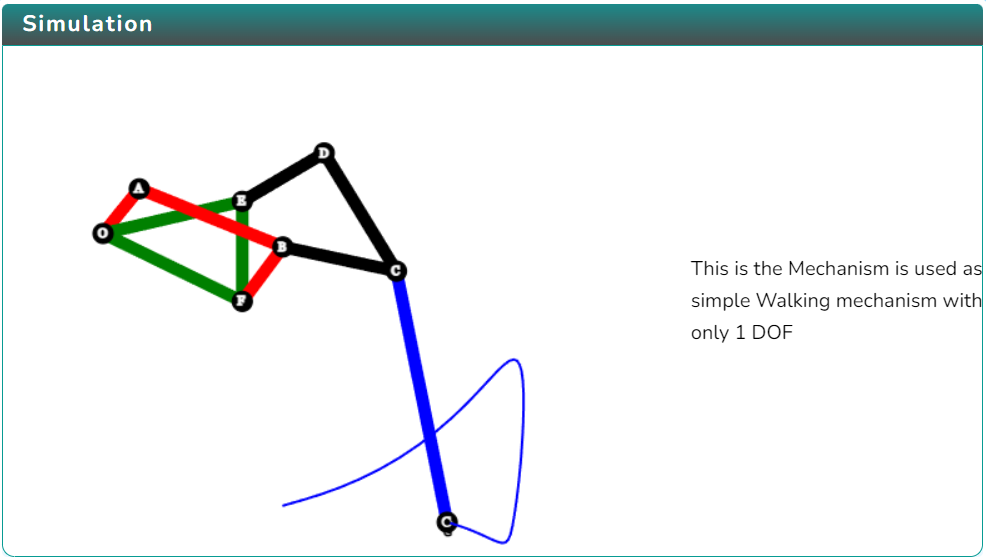 Simulation
D
A
E
O
B
C
F
This is the Mechanism is used as
simple Walking mechanism with
only 1 DOF
C